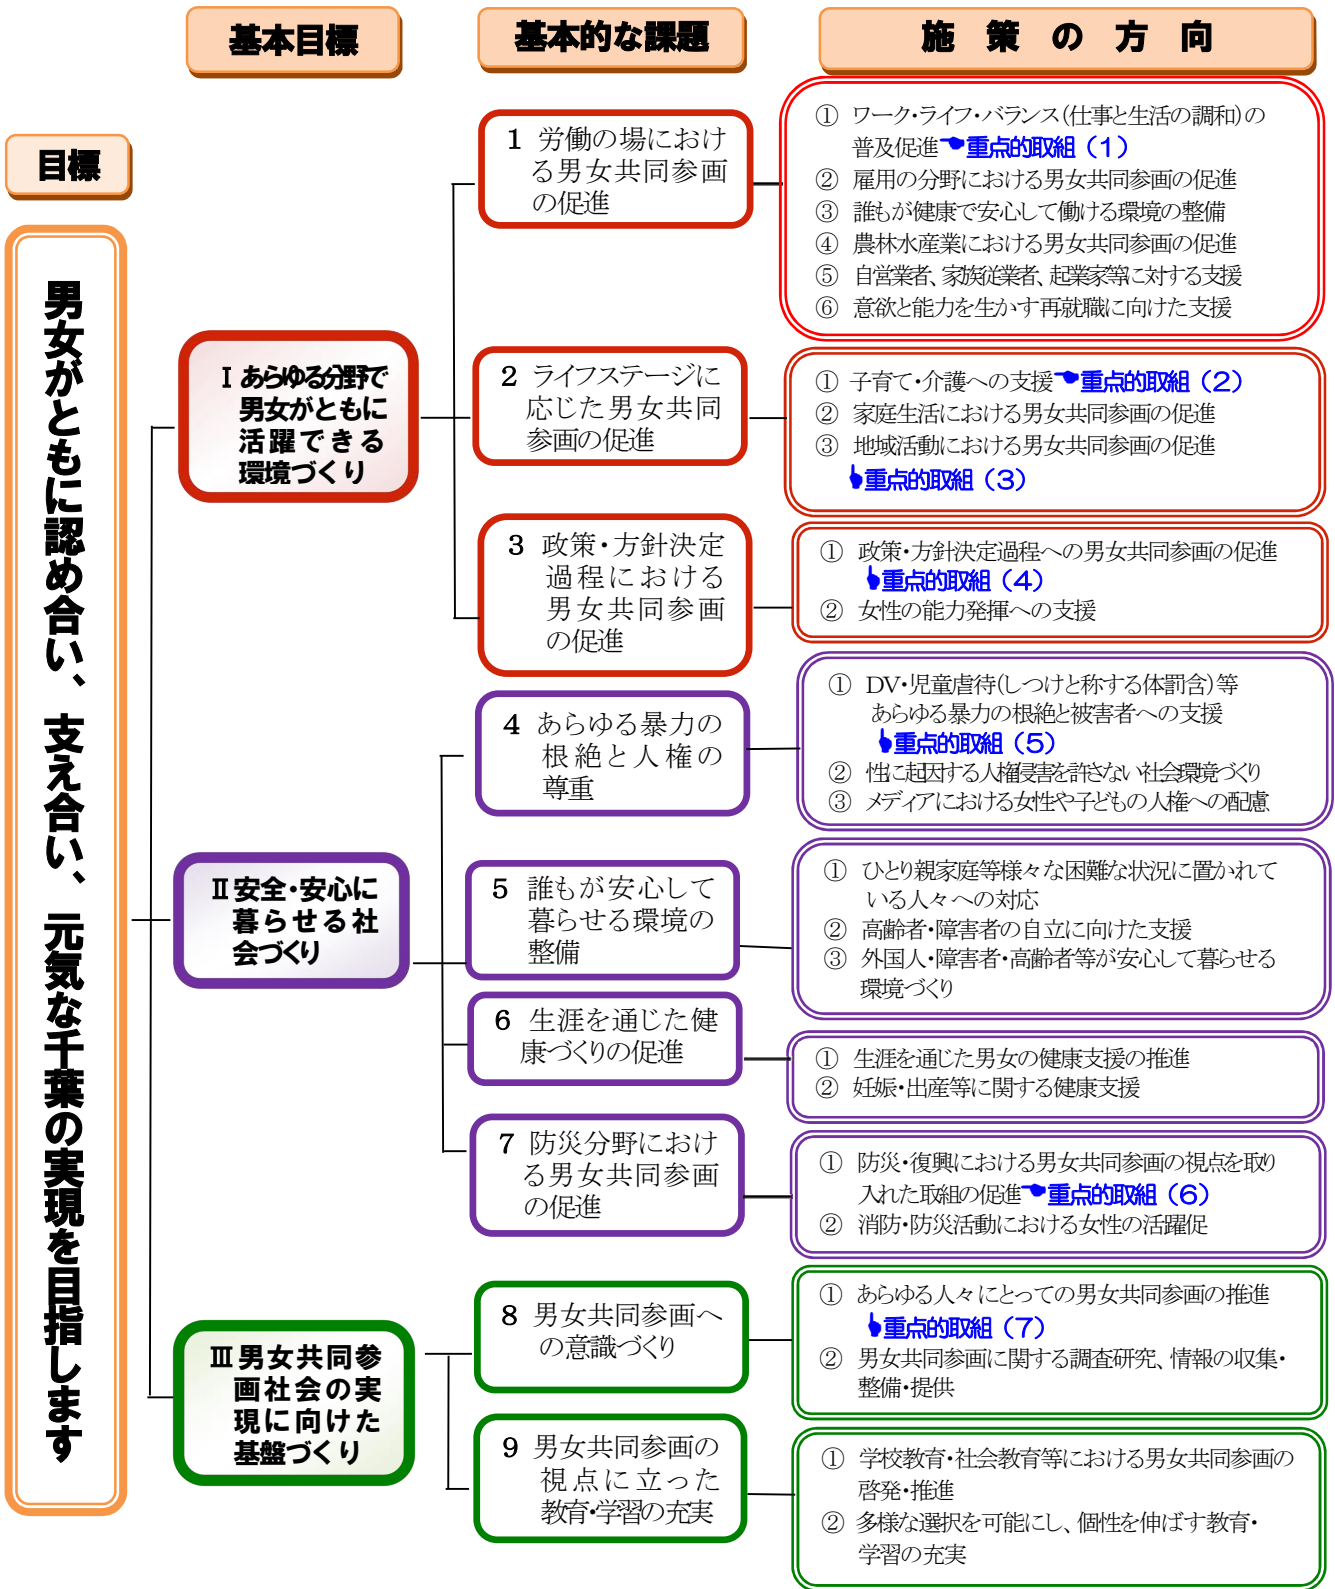 基本目標
基本的な課題
施策の方向
目標
男女がともに認め合い、支え合い、元気な千葉の実現を目指します
Ⅰ あらゆる分野で
男女がともに
活躍できる
環境づくり
1 労働の場におけ
る男女共同参画
の促進
① ワーク・ライフ・バランス(仕事と生活の調和)の
普及促進☚重点的取組（1）
② 雇用の分野における男女共同参画の促進
③ 誰もが健康で安心して働ける環境の整備
④ 農林水産業における男女共同参画の促進
⑤ 自営業者、家族従業者、起業家等に対する支援
⑥ 意欲と能力を生かす再就職に向けた支援
2 ライフステージに
応じた男女共同
参画の促進
① 子育て・介護への支援☚重点的取組（2）
② 家庭生活における男女共同参画の促進
③ 地域活動における男女共同参画の促進
重点的取組（3）
3 政策・方針決定
過程における
男女共同参画
の促進
① 政策・方針決定過程への男女共同参画の促進
重点的取組（4）
② 女性の能力発揮への支援
Ⅱ 安全・安心に
暮らせる社
会づくり
4 あらゆる暴力の
根絶と人権の
尊重
① DV・児童虐待(しつけと称する体罰含)等
あらゆる暴力の根絶と被害者への支援
重点的取組（5）
② 性に起因する人権侵害を許さない社会環境づくり
③ メディアにおける女性や子どもの人権への配慮
5 誰もが安心して
暮らせる環境の
整備
① ひとり親家庭等様々な困難な状況に置かれて
いる人々への対応
② 高齢者・障害者の自立に向けた支援
③ 外国人・障害者・高齢者等が安心して暮らせる
環境づくり
6 生涯を通じた健
康づくりの促進
① 生涯を通じた男女の健康支援の推進
② 妊娠・出産等に関する健康支援
7 防災分野におけ
る男女共同参画
の促進
① 防災・復興における男女共同参画の視点を取り
入れた取組の促進☚重点的取組（6）
② 消防・防災活動における女性の活躍促
Ⅲ 男女共同参
画社会の実
現に向けた
基盤づくり
8 男女共同参画へ
の意識づくり
① あらゆる人々にとっての男女共同参画の推進
重点的取組（7）
② 男女共同参画に関する調査研究、情報の収集・
整備・提供
9 男女共同参画の
視点に立った
教育・学習の充実
① 学校教育・社会教育等における男女共同参画の
啓発・推進
② 多様な選択を可能にし、個性を伸ばす教育・
学習の充実